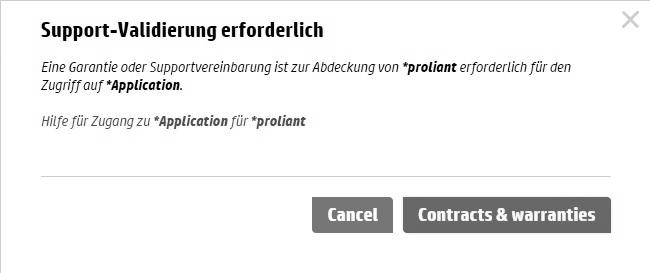 Support-Validierung erforderlich
Eine Garantie oder Supportvereinbarung ist zur Abdeckung von *proliant erforderlich für den
Zugriff auf *Application.
Hilfe für Zugang zu *Application für *proliant
Cancel
Contracts & warranties